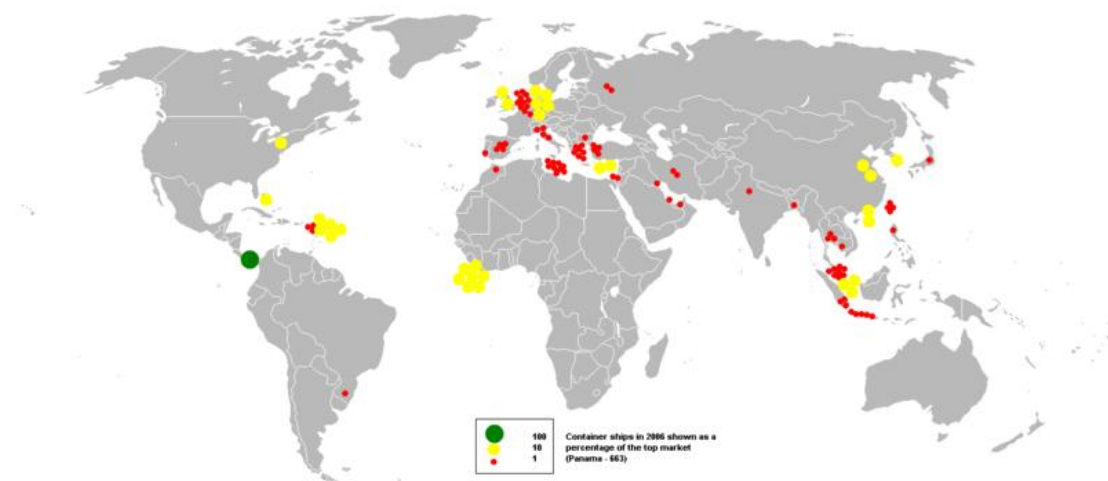 100 Container ships in 2006 shown as a
10 percentage of the top market
1 (Panama - 663)